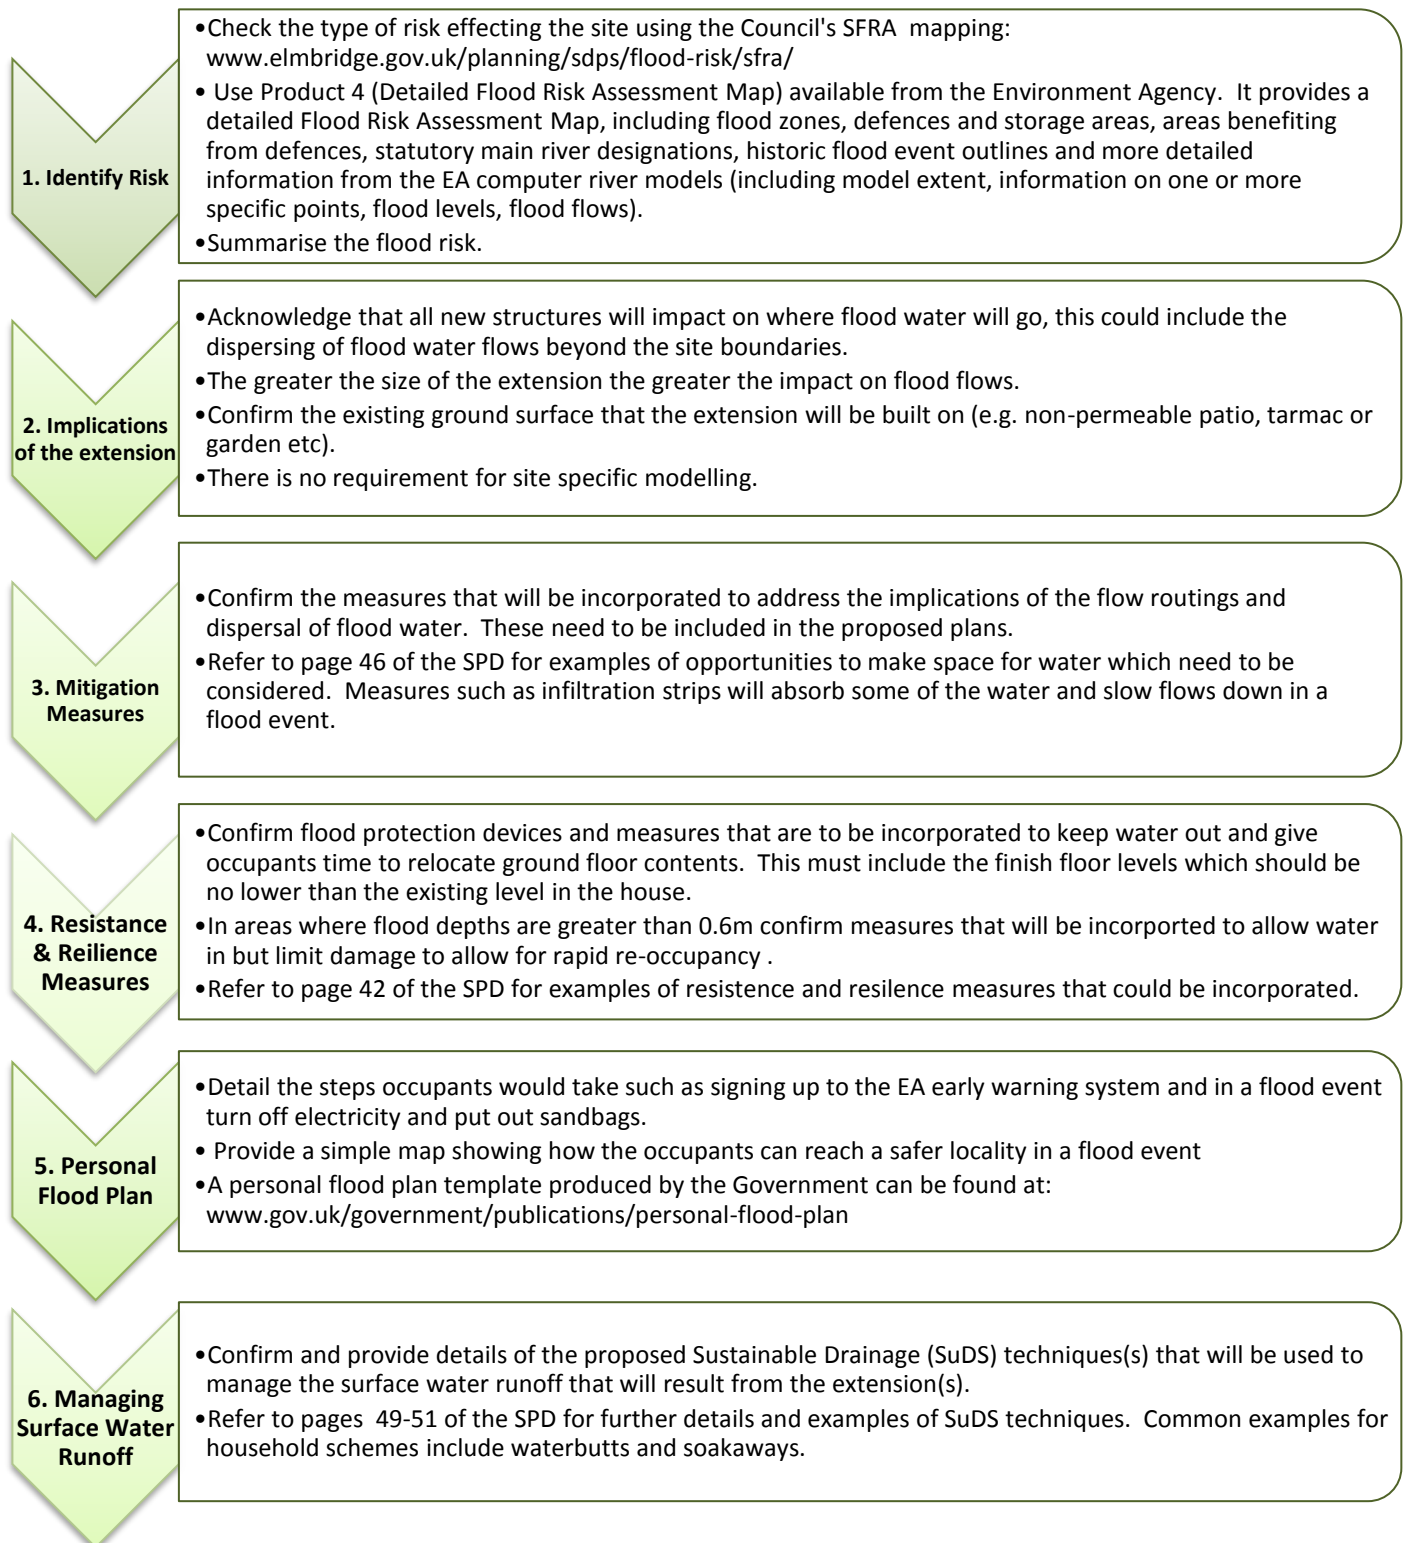 •Check the type of risk effecting the site using the Council's SFRA  mapping:
www.elmbridge.gov.uk/planning/sdps/flood-risk/sfra/
• Use Product 4 (Detailed Flood Risk Assessment Map) available from the Environment Agency.  It provides a
detailed Flood Risk Assessment Map, including flood zones, defences and storage areas, areas benefiting
from defences, statutory main river designations, historic flood event outlines and more detailed
information from the EA computer river models (including model extent, information on one or more
specific points, flood levels, flood flows).
•Summarise the flood risk.
1. Identify Risk
•Acknowledge that all new structures will impact on where flood water will go, this could include the
dispersing of flood water flows beyond the site boundaries.
•The greater the size of the extension the greater the impact on flood flows.
•Confirm the existing ground surface that the extension will be built on (e.g. non-permeable patio, tarmac or
garden etc).
•There is no requirement for site specific modelling.
2. Implications
of the extension
•Confirm the measures that will be incorporated to address the implications of the flow routings and
dispersal of flood water.  These need to be included in the proposed plans.
•Refer to page 46 of the SPD for examples of opportunities to make space for water which need to be
considered.  Measures such as infiltration strips will absorb some of the water and slow flows down in a
flood event.
3. Mitigation
Measures
•Confirm flood protection devices and measures that are to be incorporated to keep water out and give
occupants time to relocate ground floor contents.  This must include the finish floor levels which should be
no lower than the existing level in the house.
•In areas where flood depths are greater than 0.6m confirm measures that will be incorported to allow water
in but limit damage to allow for rapid re-occupancy .
•Refer to page 42 of the SPD for examples of resistence and resilence measures that could be incorporated.
4. Resistance
& Reilience
Measures
•Detail the steps occupants would take such as signing up to the EA early warning system and in a flood event
turn off electricity and put out sandbags.
• Provide a simple map showing how the occupants can reach a safer locality in a flood event
•A personal flood plan template produced by the Government can be found at:
www.gov.uk/government/publications/personal-flood-plan
5. Personal
Flood Plan
•Confirm and provide details of the proposed Sustainable Drainage (SuDS) techniques(s) that will be used to
manage the surface water runoff that will result from the extension(s).
•Refer to pages  49-51 of the SPD for further details and examples of SuDS techniques.  Common examples for
household schemes include waterbutts and soakaways.
6. Managing
Surface Water
Runoff